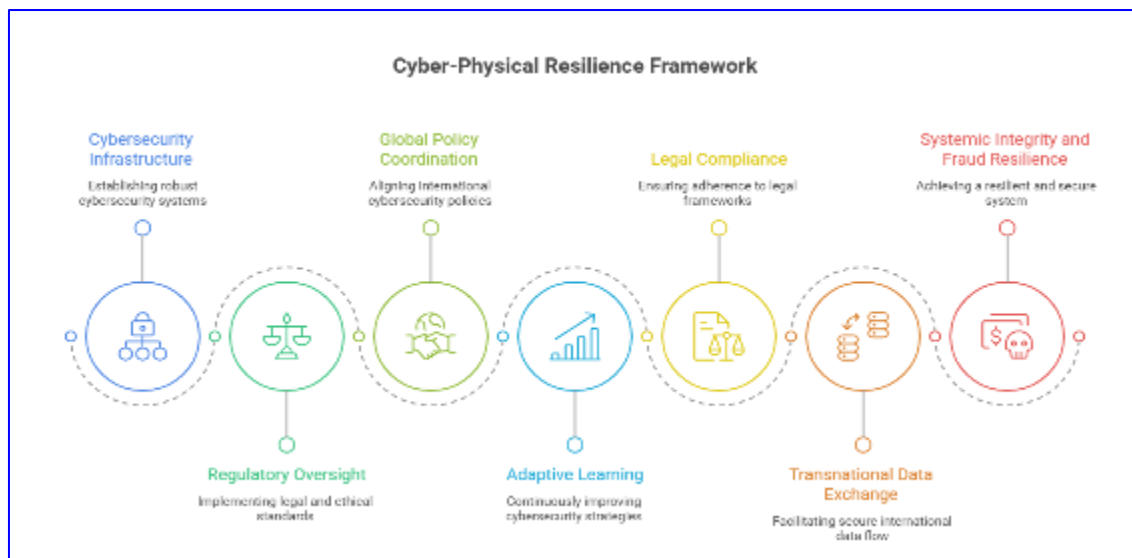 Cyber-Physical Resilience Framework
Cybersecurity
Infrastructure
Establishing robust
cybersecurity systems
Global Policy
Coordination
Aligning international
cybersecurity policies
Legal Compliance
Ensuring adherence to legal
frameworks
Systemic Integrity and
Fraud Resilience
Achieving a resilient and secure
system
$
Regulatory Oversight
Implementing legal and ethical
standards
Adaptive Learning
Continuously improving
cybersecurity strategies
Transnational Data
Exchange
Facilitating secure international
data flow